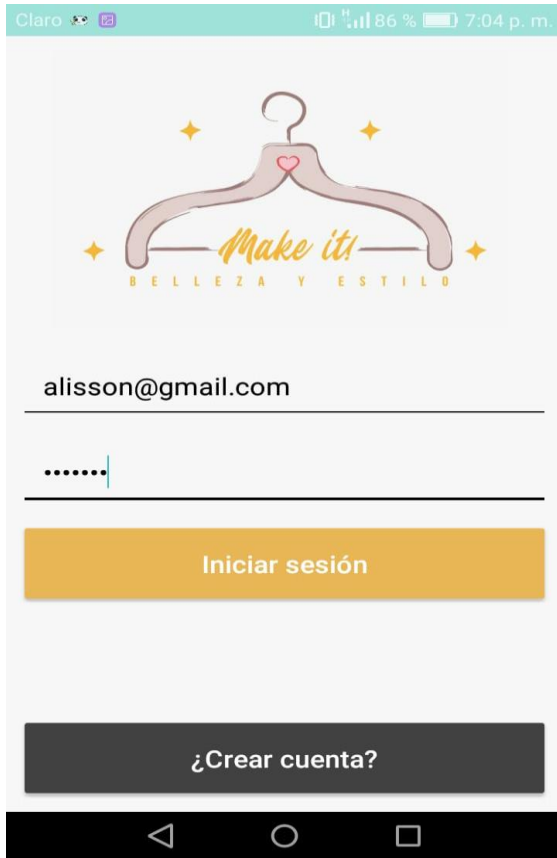 Claro 86 % 7:04 p. m.
Make it!
BELLEZA Y ESTILO
alisson@gmail.com
•••••••
Iniciar sesión
¿Crear cuenta?